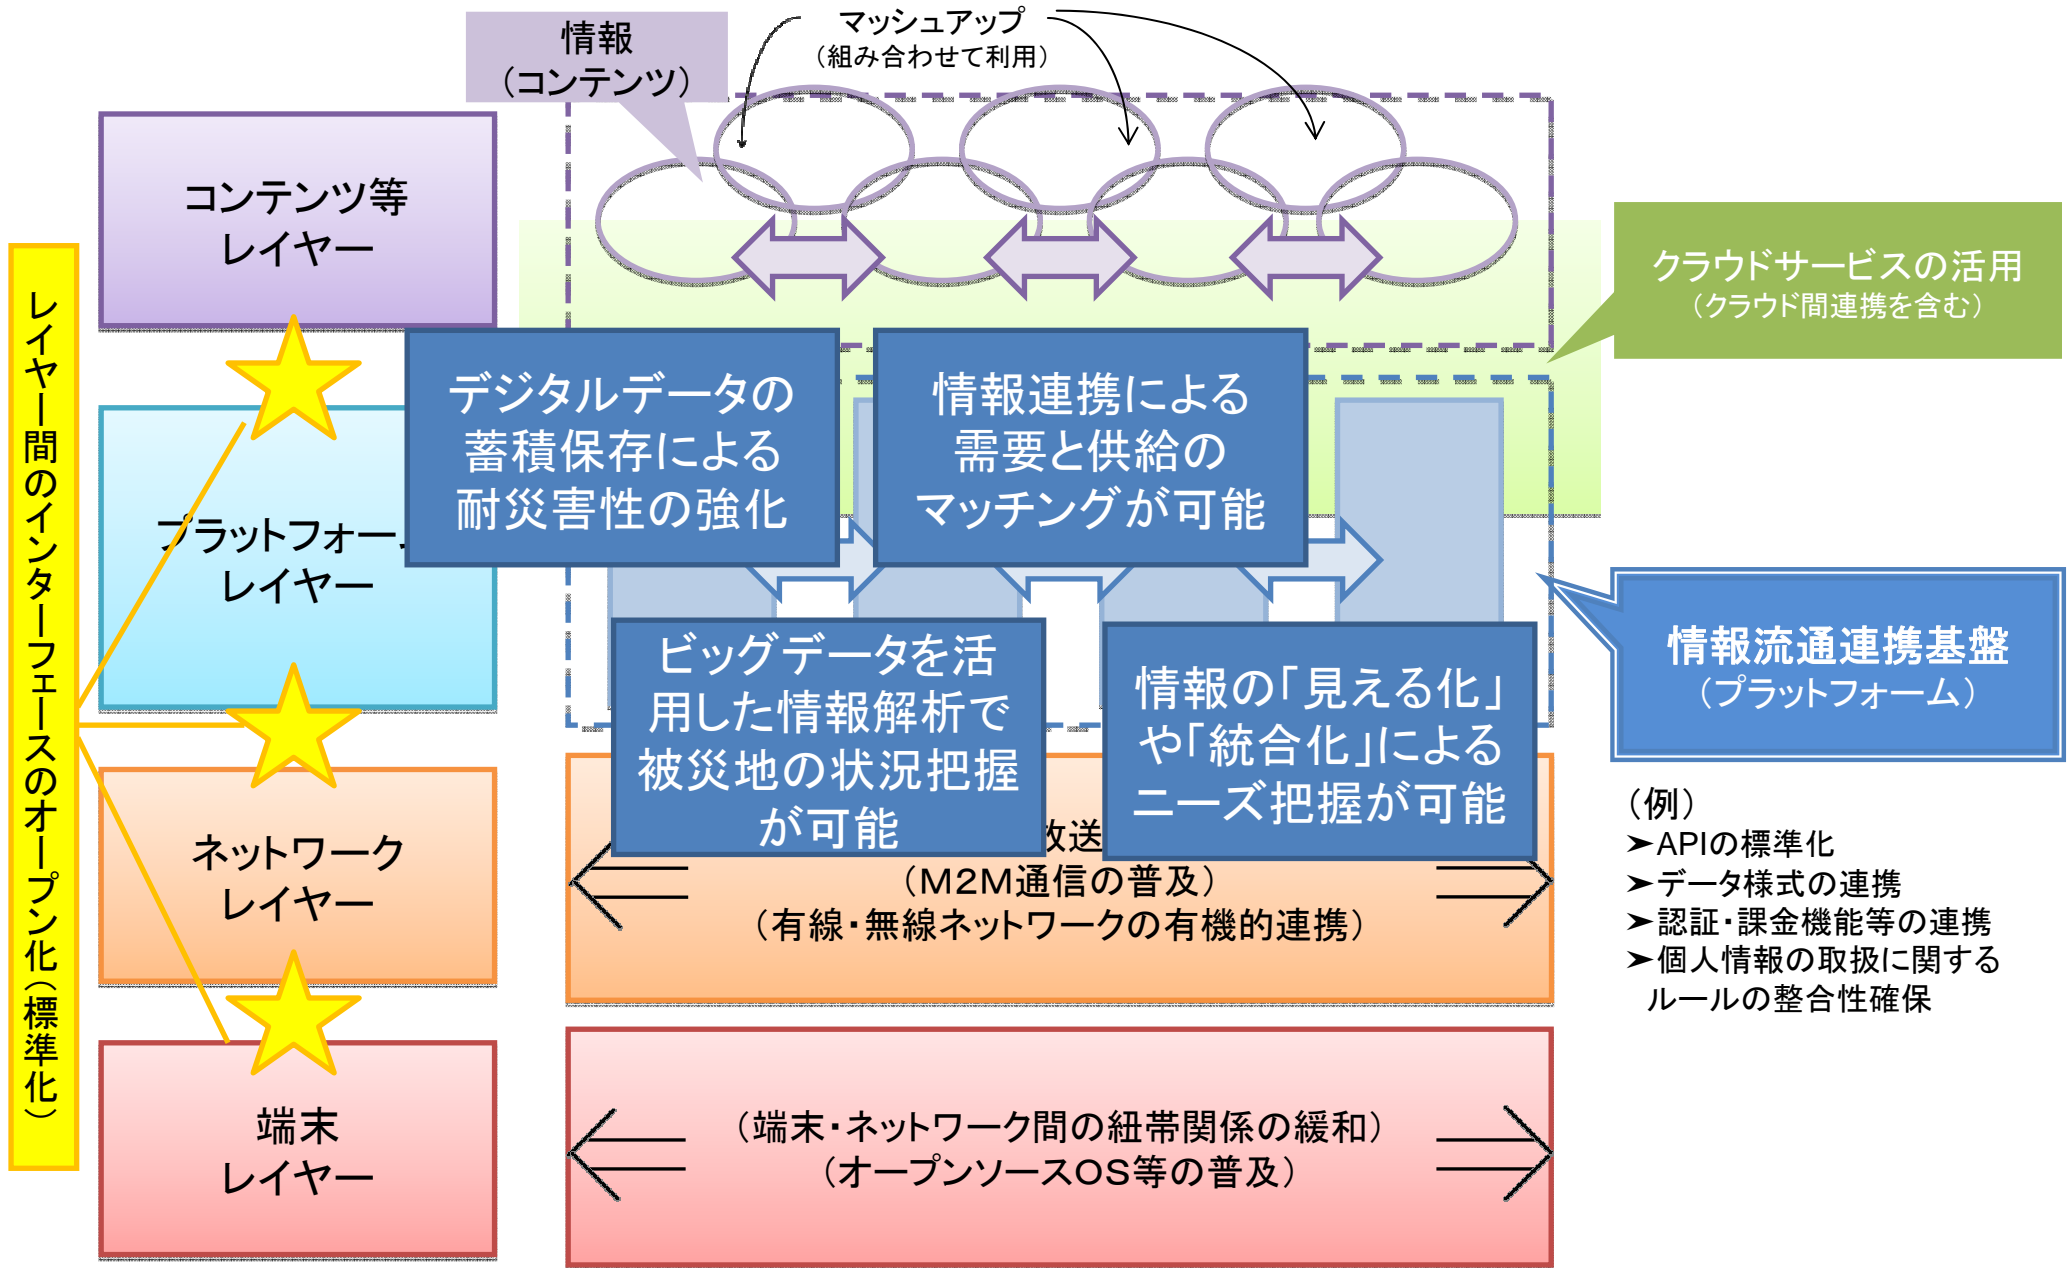 マッシュアップ
（組み合わせて利用）
情報
（コンテンツ）
コンテンツ等
レイヤー
クラウドサービスの活用
（クラウド間連携を含む）
レイヤー間のインターフェースのオープン化（標準化）
デジタルデータの
蓄積保存による
耐災害性の強化
情報連携による
需要と供給の
マッチングが可能
プラットフォー
レイヤー
ビッグデータを活
用した情報解析で
被災地の状況把握
が可能
情報の「見える化」
や「統合化」による
ニーズ把握が可能
情報流通連携基盤
（プラットフォーム）
（例）
➤APIの標準化
➤データ様式の連携
➤認証・課金機能等の連携
➤個人情報の取扱に関する
ルールの整合性確保
ネットワーク
レイヤー
放送
（M2M通信の普及）
（有線・無線ネットワークの有機的連携）
端末
レイヤー
（端末・ネットワーク間の紐帯関係の緩和）
（オープンソースOS等の普及）